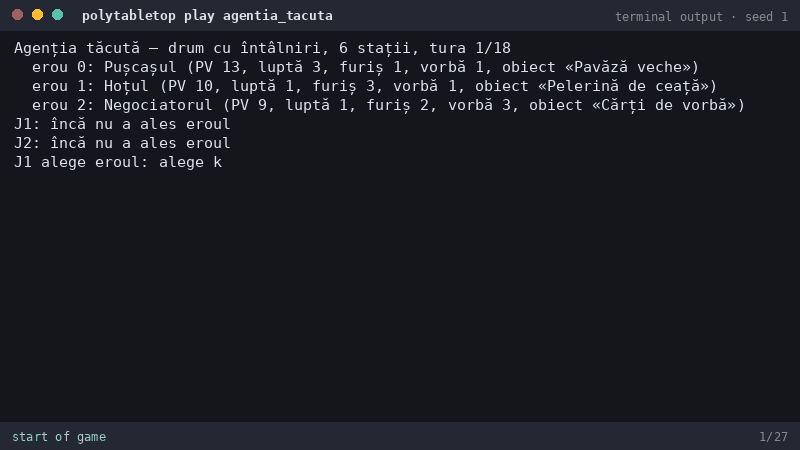 polytabletop play agentia_tacuta
terminal output · seed 1
Agenția tăcută — drum cu întâlniri, 6 stații, tura 1/18
erou 0: Pușcașul (PV 13, luptă 3, furiș 1, vorbă 1, obiect «Pavăză veche»)
erou 1: Hoțul (PV 10, luptă 1, furiș 3, vorbă 1, obiect «Pelerină de ceață»)
erou 2: Negociatorul (PV 9, luptă 1, furiș 2, vorbă 3, obiect «Cărți de vorbă»)
J1: încă nu a ales eroul
J2: încă nu a ales eroul
J1 alege eroul: alege k
start of game
1/27